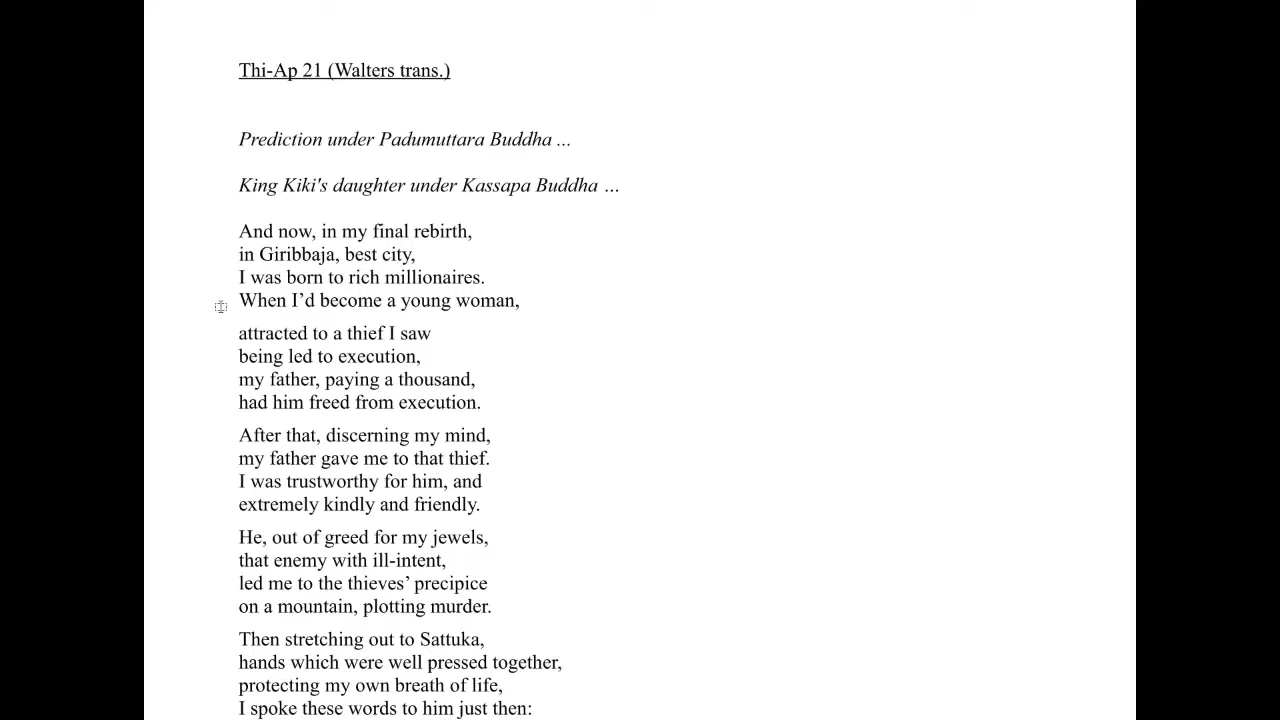 Thi-Ap 21 (Walters trans.)
Prediction under Padumuttara Buddha ...
King Kiki's daughter under Kassapa Buddha ...
And now, in my final rebirth,
in Giribbaja, best city,
I was born to rich millionaires.
When I’d become a young woman,
attracted to a thief I saw
being led to execution,
my father, paying a thousand,
had him freed from execution.
After that, discerning my mind,
my father gave me to that thief.
I was trustworthy for him, and
extremely kindly and friendly.
He, out of greed for my jewels,
that enemy with ill-intent,
led me to the thieves’ precipice
on a mountain, plotting murder.
Then stretching out to Sattuka,
hands which were well pressed together,
protecting my own breath of life,
I spoke these words to him just then: